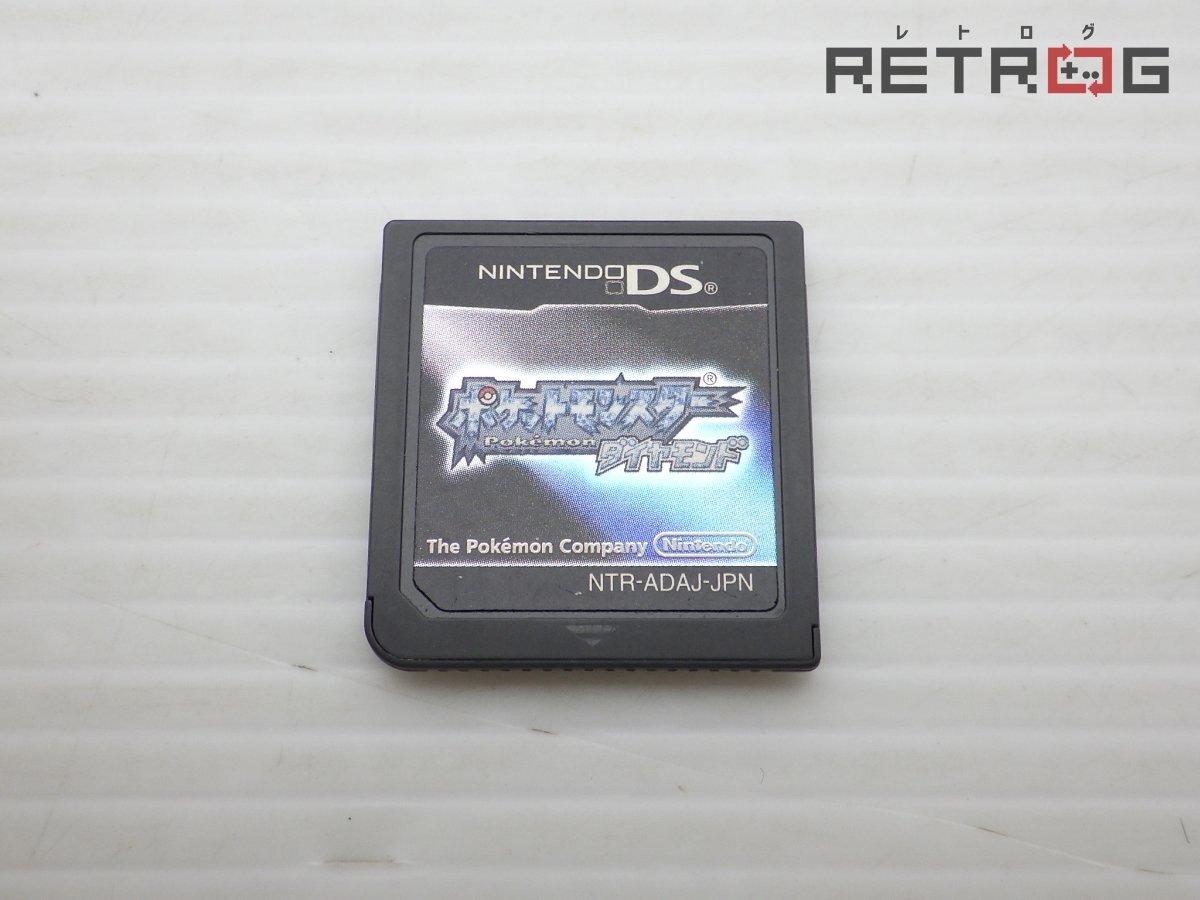 レトログ
RETROG
NINTENDO DS®
ポケットモンスター®
Pokémon
ダイヤモンド
The Pokémon Company Nintendo
NTR-ADAJ-JPN